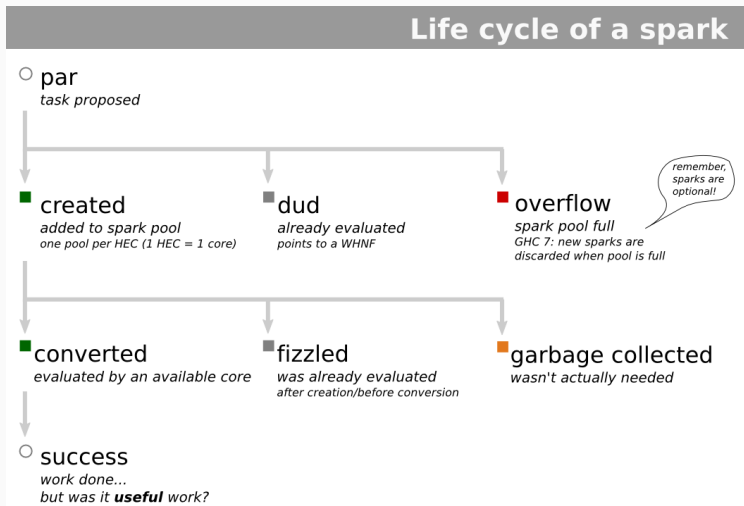 Life cycle of a spark
par
task proposed
remember,
sparks are
optional!
created
added to spark pool
one pool per HEC (1 HEC = 1 core)
dud
already evaluated
points to a WHNF
overflow
spark pool full
GHC 7: new sparks are
discarded when pool is full
converted
evaluated by an available core
fizzled
was already evaluated
after creation/before conversion
garbage collected
wasn't actually needed
success
work done...
but was it useful work?